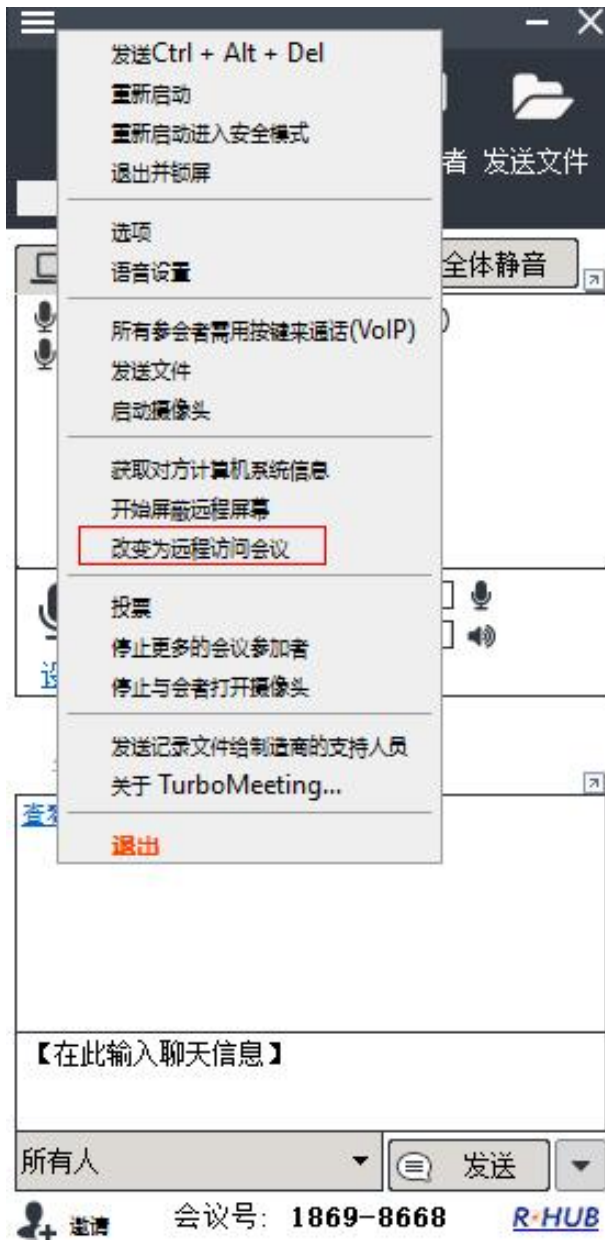 发送Ctrl + Alt + Del
重新启动
重新启动进入安全模式
退出并锁屏
者 发送文件
选项
语音设置
全体静音
所有参会者需用按键来通话(VoIP)
)
发送文件
启动摄像头
获取对方计算机系统信息
开始屏蔽远程屏幕
改变为远程访问会议
投票
停止更多的会议参加者
设
停止与会者打开摄像头
发送记录文件给制造商的支持人员
关于 TurboMeeting...
查看
退出
【在此输入聊天信息】
所有人
发送
邀请
会议号: 1869-8668
R-HUB